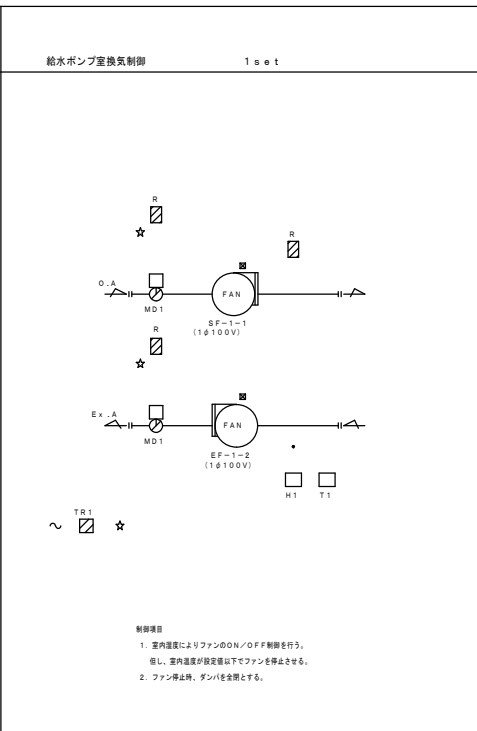 給水ポンプ室換気制御 1set
R
R
O.A
FAN
MD1
SF-1-1
(1φ100V)
R
Ex.A
FAN
MD1
EF-1-2
(1φ100V)
H1 T1
TR1
制御項目
1. 室内湿度によりファンのON/OFF制御を行う。
但し、室内温度が設定値以下でファンを停止させる。
2. ファン停止時、ダンパを全閉とする。